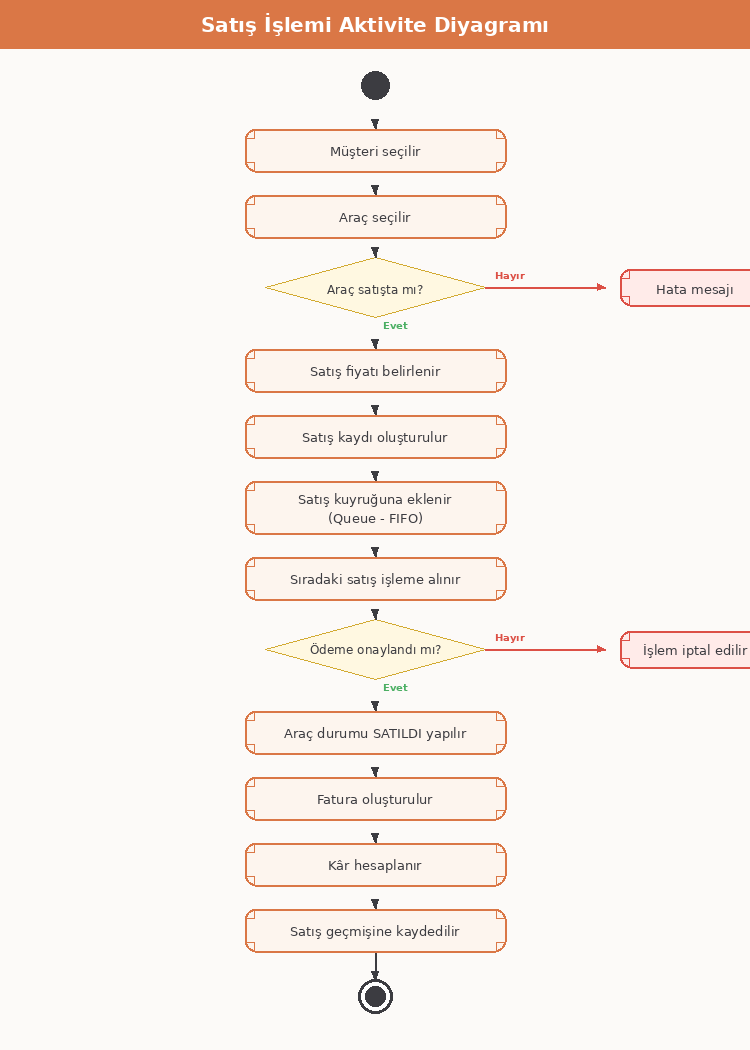 Satış İşlemi Aktivite Diyagramı
Müşteri seçilir
Araç seçilir
Araç satışta mı?
Hayır
Hata mesajı
Evet
Satış fiyatı belirlenir
Satış kaydı oluşturulur
Satış kuyruğuna eklenir
(Queue - FIFO)
Sıradaki satış işleme alınır
Ödeme onaylandı mı?
Hayır
İşlem iptal edilir
Evet
Araç durumu SATILDI yapılır
Fatura oluşturulur
Kâr hesaplanır
Satış geçmişine kaydedilir